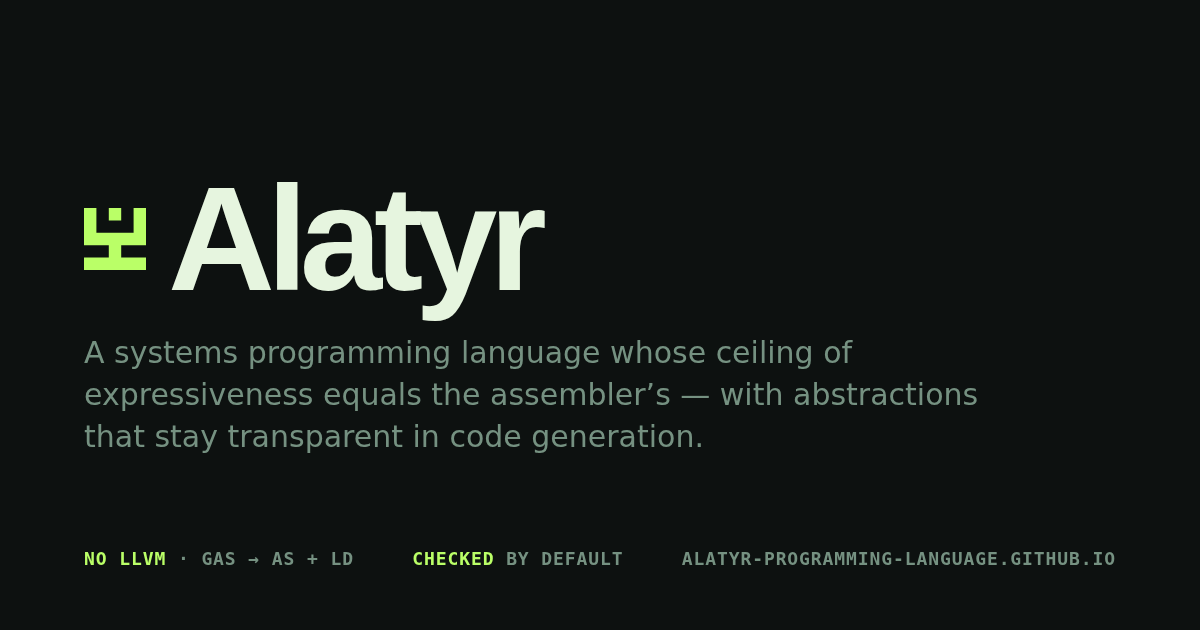 Alatyr
A systems programming language whose ceiling of
expressiveness equals the assembler’s — with abstractions
that stay transparent in code generation.
NO LLVM · GAS → AS + LD CHECKED BY DEFAULT ALATYR-PROGRAMMING-LANGUAGE.GITHUB.IO